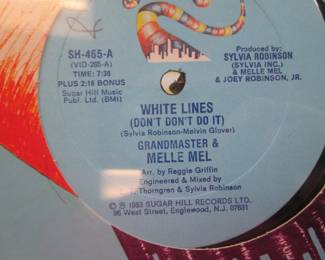 SH-465-A
(VID-265-A)
TIME: 7:36
PLUS 2:16 BONUS
Sugar Hill Music
Publ. Ltd. (BMI)
Produced by:
SYLVIA ROBINSON
(SYLVIA INC.)
& MELLE MEL
& JOEY ROBINSON, JR.
WHITE LINES
(DON'T DON'T DO IT)
(Sylvia Robinson-Melvin Glover)
GRANDMASTER &
MELLE MEL
Arr. by Reggie Griffin
Engineered & Mixed by
Thorngren & Sylvia Robinson
© ℗ 1983 SUGAR HILL RECORDS LTD.
96 West Street, Englewood, N.J. 07631